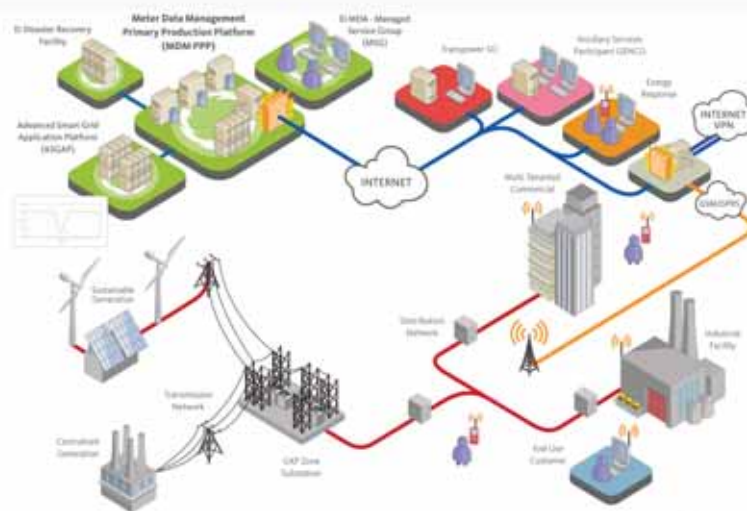 EI Disaster Recovery
Facility
Meter Data Management
Primary Production Platform
(MDM PPP)
EI MDA - Managed
Service Group
(MSG)
Advanced Smart Grid
Application Platform
(ASGAP)
INTERNET
Transpower SO
Ancillary Services
Participant GENCO
Energy
Response
INTERNET
VPN
GSM/GPRS
Multi Tenanted
Commercial
Sustainable
Generation
Transmission
Network
Distribution
Network
Industrial
Facility
Generation
GXP Zone
Substation
End User
Customer